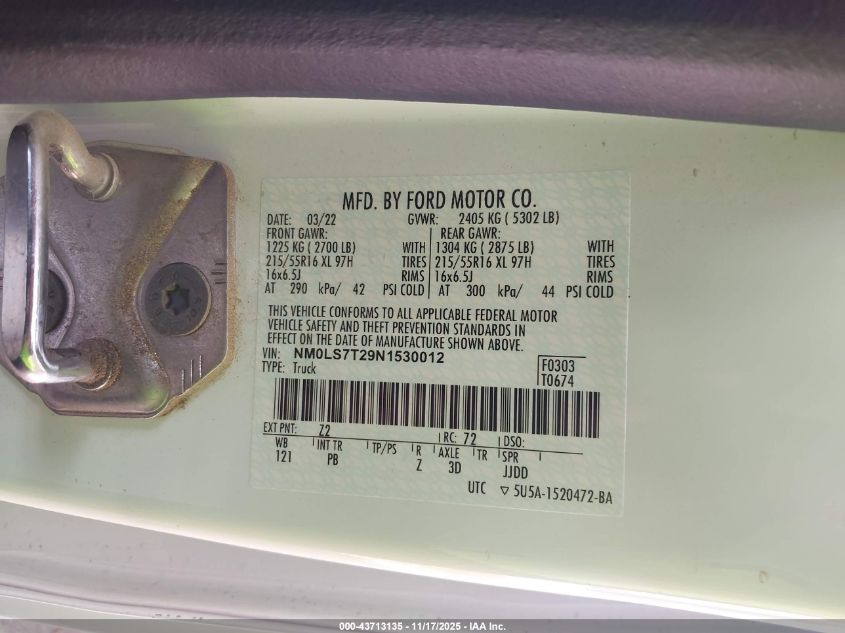 MFD. BY FORD MOTOR CO.
DATE: 03/22 GVWR: 2405 KG ( 5302 LB)
FRONT GAWR: REAR GAWR:
1225 KG ( 2700 LB) WITH 1304 KG ( 2875 LB) WITH
215/55R16 XL 97H TIRES 215/55R16 XL 97H TIRES
16x6.5J RIMS 16x6.5J RIMS
AT 290 kPa/ 42 PSI COLD AT 300 kPa/ 44 PSI COLD
THIS VEHICLE CONFORMS TO ALL APPLICABLE FEDERAL MOTOR
VEHICLE SAFETY AND THEFT PREVENTION STANDARDS IN
EFFECT ON THE DATE OF MANUFACTURE SHOWN ABOVE.
VIN: NM0LS7T29N1530012
TYPE: Truck
F0303
T0674
EXT PNT: Z2 RC: 72 DSO:
WB INT TR TP/PS R AXLE TR SPR
121 PB Z 3D JJDD
UTC ▽ 5U5A-1520472-BA
000-43713135 - 11/17/2025 - IAA Inc.